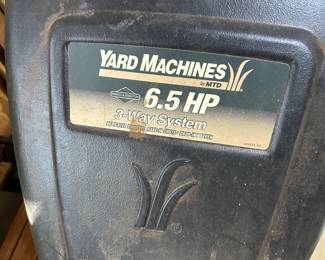 YARD MACHINES
by MTD
6.5 HP
3-Way System
®